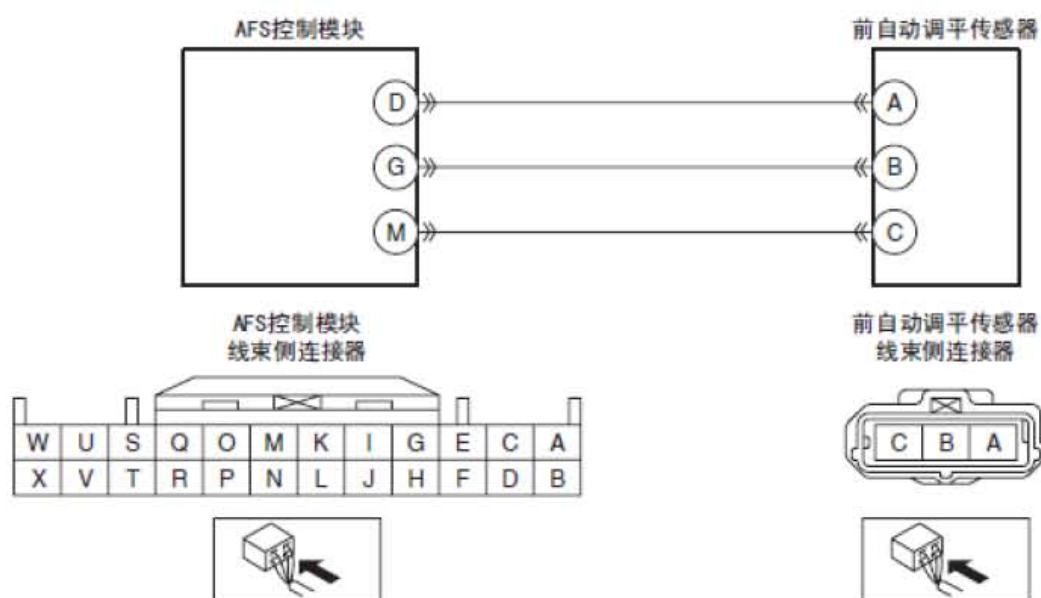 AFS控制模块
前自动调平传感器
D
A
G
B
M
C
AFS控制模块
线束侧连接器
前自动调平传感器
线束侧连接器
W U S Q O M K I G E C A
X V T R P N L J H F D B
C B A